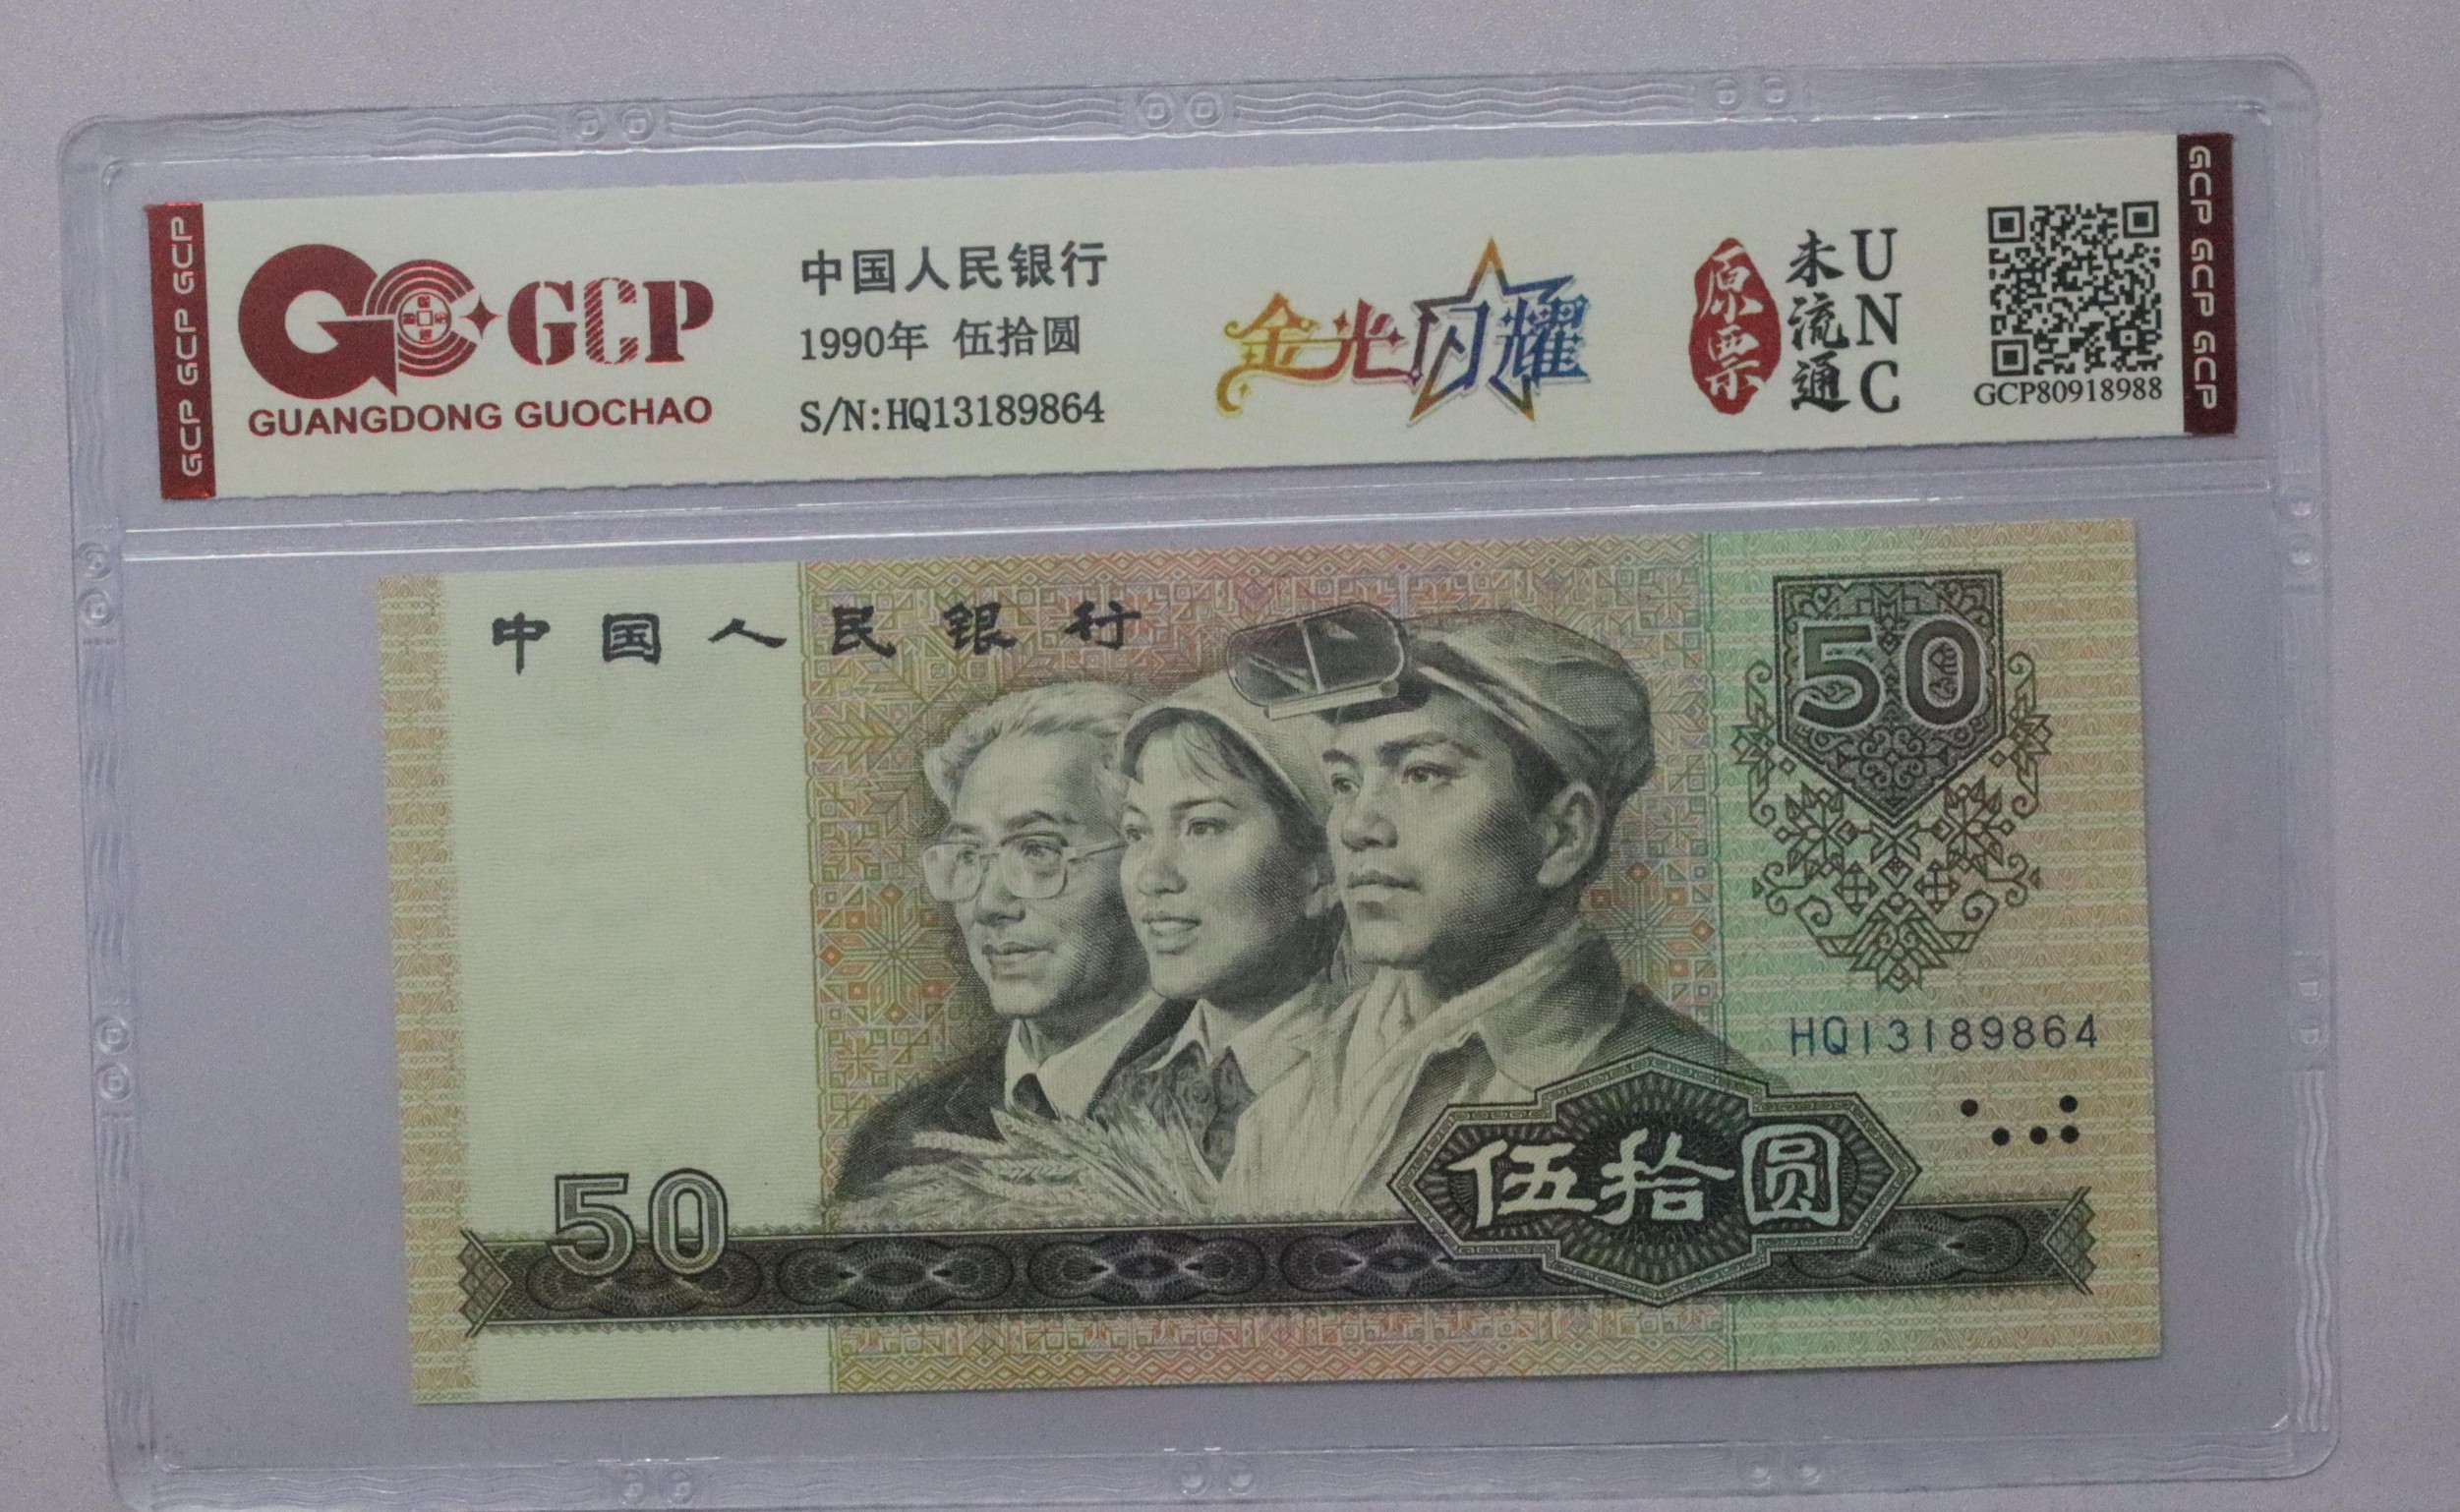 GCP GCP GCP
GCP
GUANGDONG GUOCHAO
中国人民银行
1990年 伍拾圆
S/N:HQ13189864
金光闪耀
原票
未流通
UNC
GCP80918988
GCP GCP GCP
中国人民银行
50
HQ13189864
50
伍拾圆